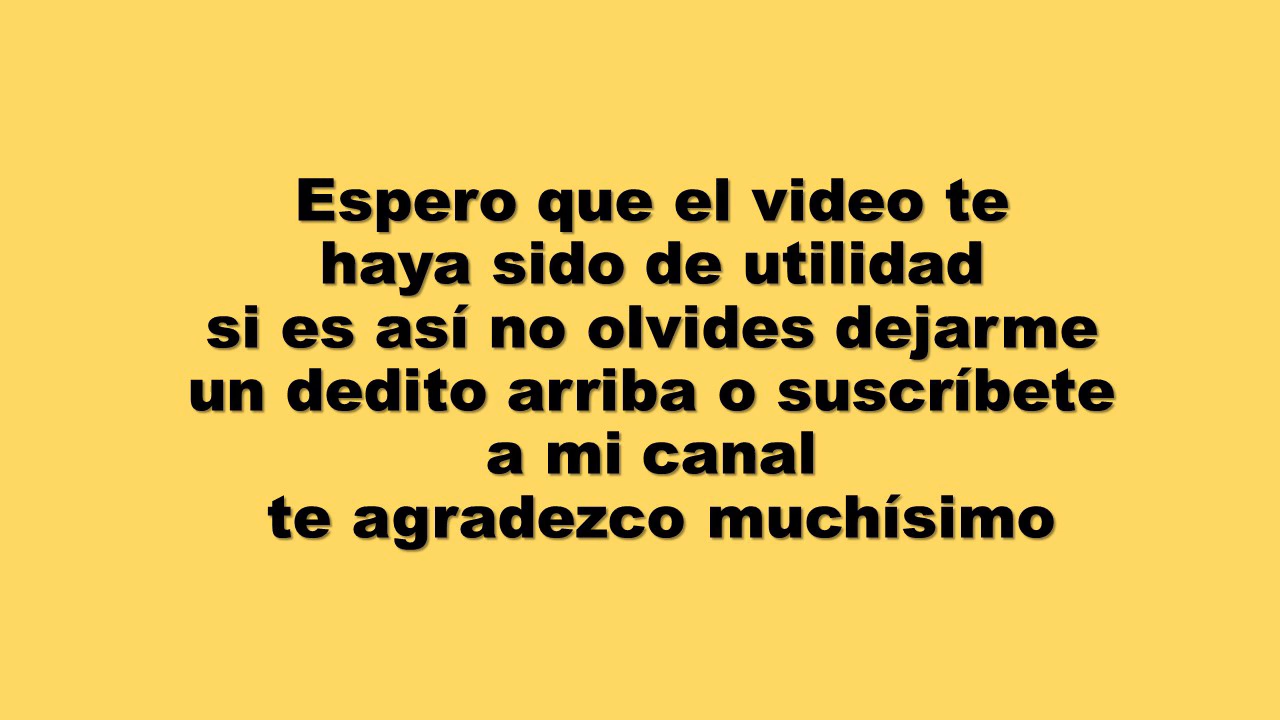 Espero que el video te
haya sido de utilidad
si es así no olvides dejarme
un dedito arriba o suscríbete
a mi canal
te agradezco muchísimo